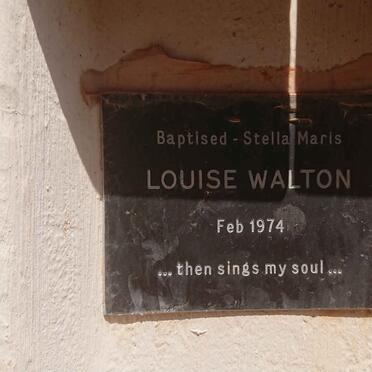 Baptised - Stella Maris
LOUISE WALTON
Feb 1974
... then sings my soul ...